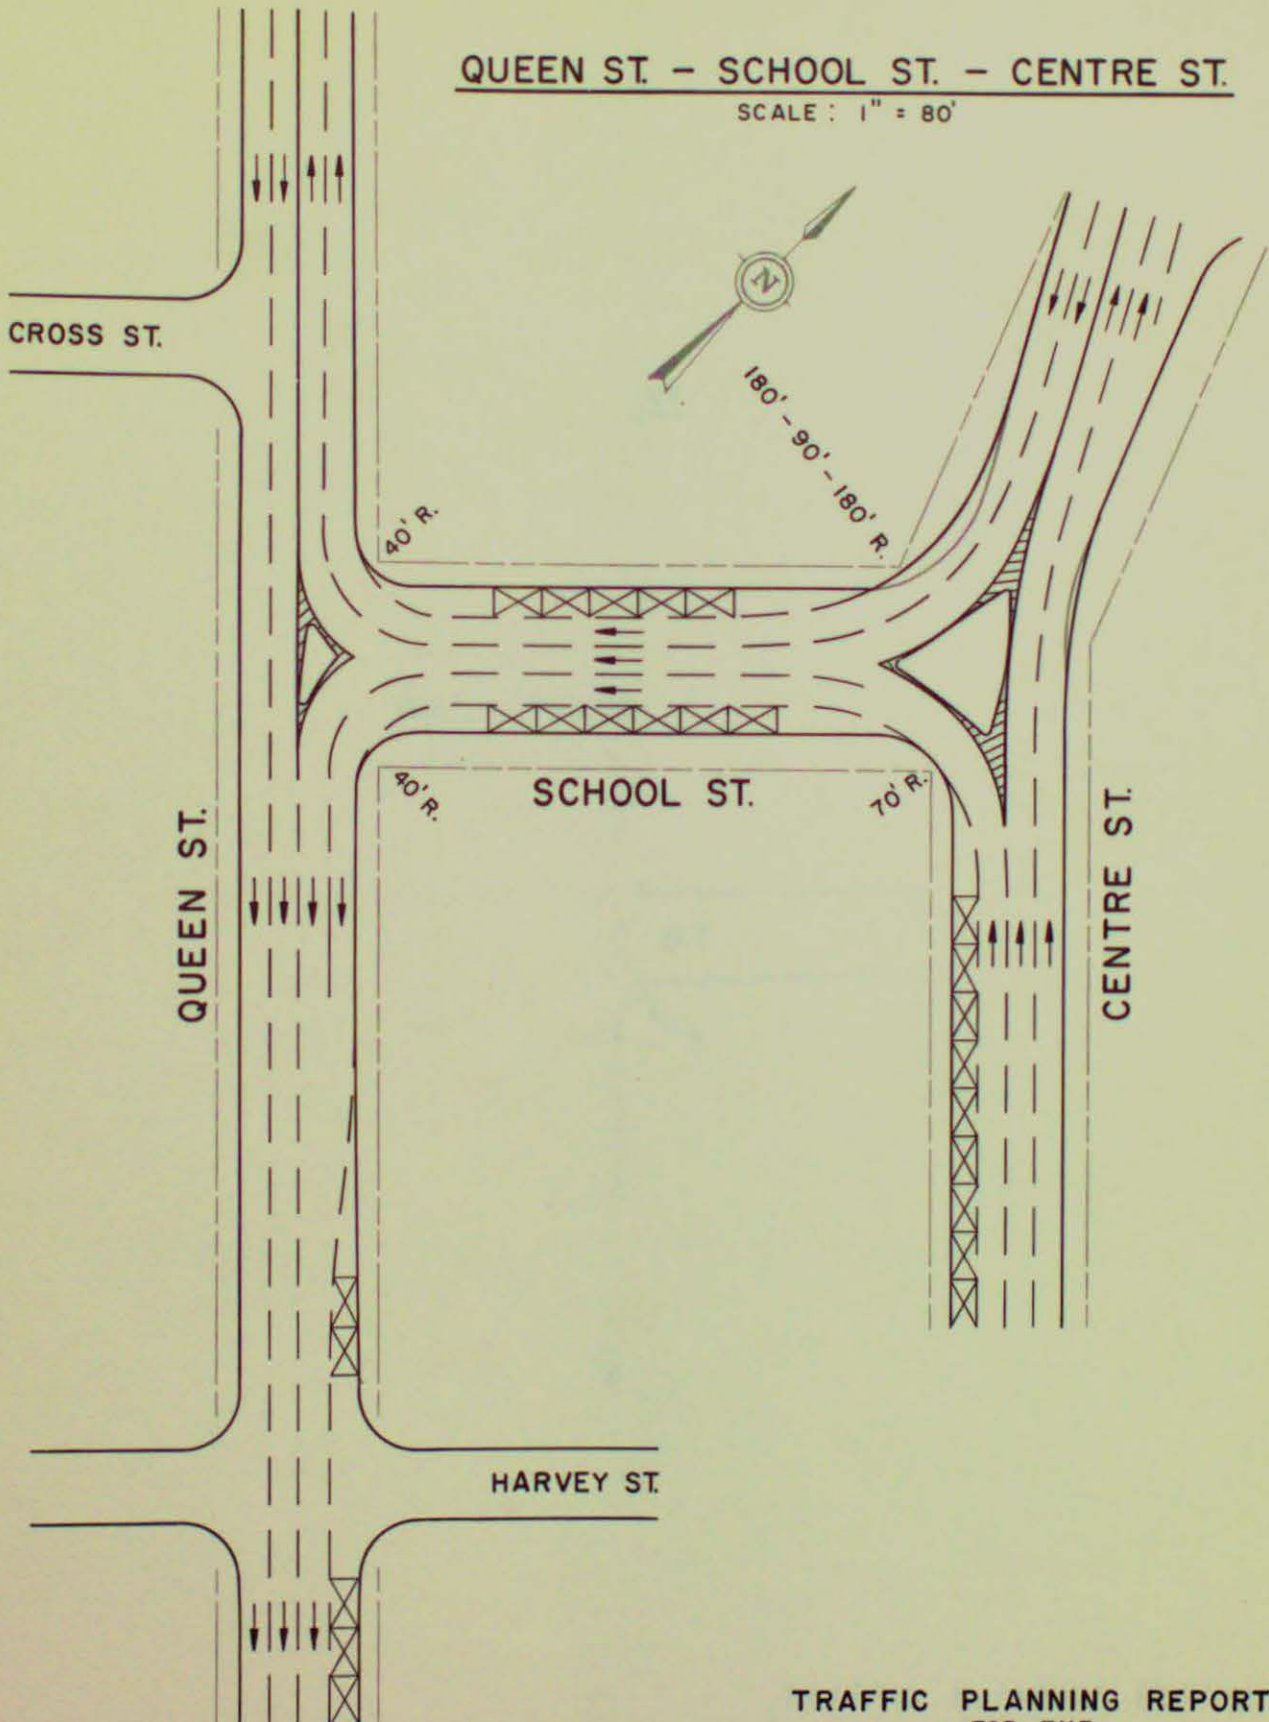 QUEEN ST. – SCHOOL ST. – CENTRE ST.
SCALE : 1" = 80'
CROSS ST.
N
180' – 90' – 180' R.
40' R.
40' R.
SCHOOL ST.
70' R.
QUEEN ST.
CENTRE ST.
HARVEY ST.
TRAFFIC PLANNING REPORT